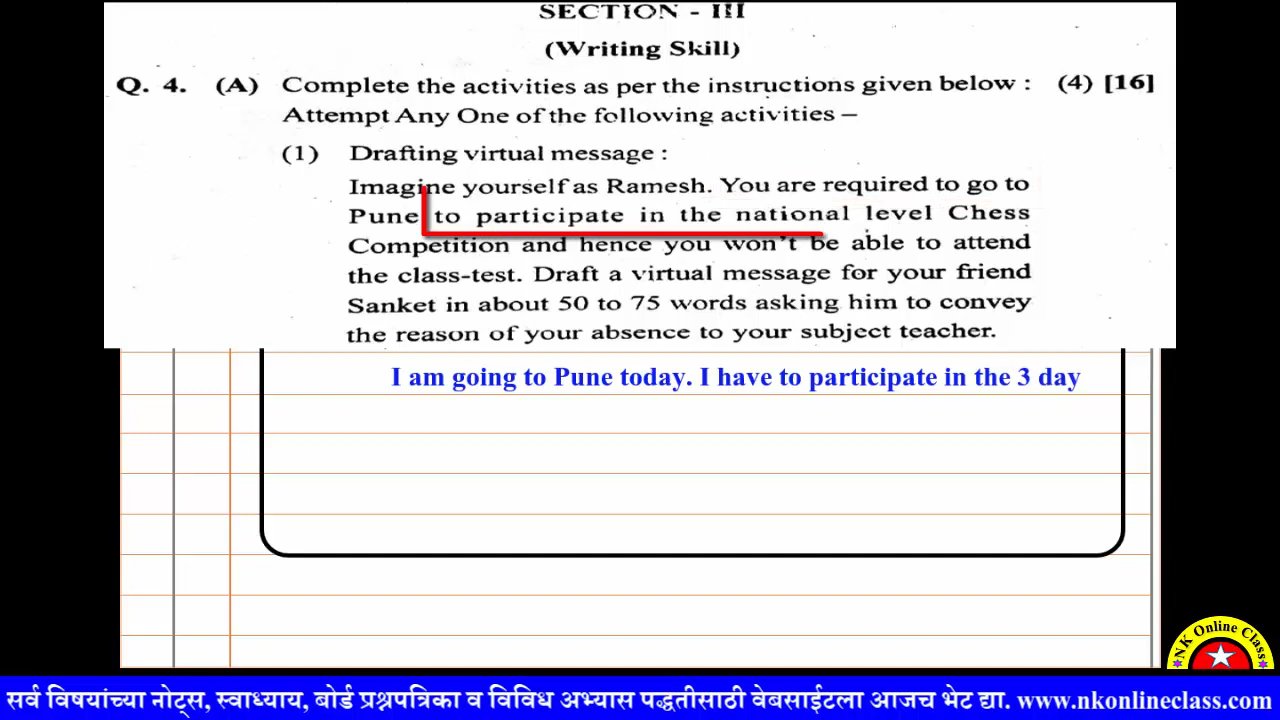 SECTION - III
(Writing Skill)
Q. 4. (A) Complete the activities as per the instructions given below : (4) [16]
Attempt Any One of the following activities –
(1) Drafting virtual message :
Imagine yourself as Ramesh. You are required to go to
Pune to participate in the national level Chess
Competition and hence you won't be able to attend
the class-test. Draft a virtual message for your friend
Sanket in about 50 to 75 words asking him to convey
the reason of your absence to your subject teacher.
I am going to Pune today. I have to participate in the 3 day
NK Online Class
सर्व विषयांच्या नोट्स, स्वाध्याय, बोर्ड प्रश्नपत्रिका व विविध अभ्यास पद्धतीसाठी वेबसाईटला आजच भेट द्या. www.nkonlineclass.com